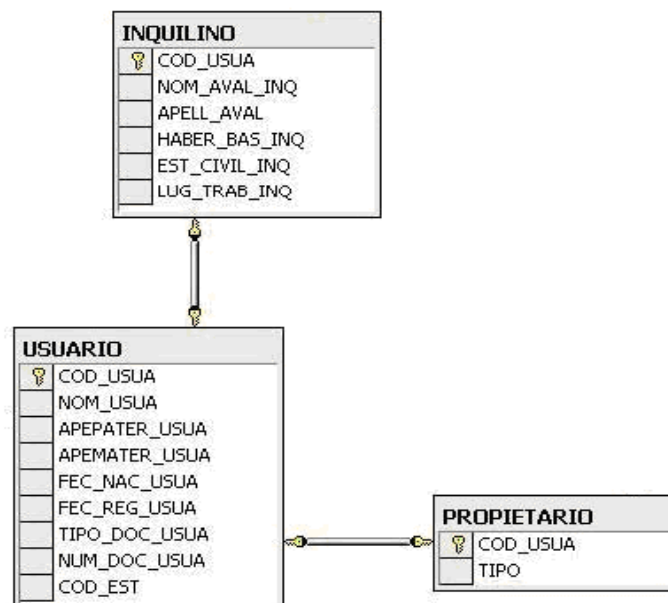 INQUILINO
COD_USUA
NOM_AVAL_INQ
APELL_AVAL
HABER_BAS_INQ
EST_CIVIL_INQ
LUG_TRAB_INQ
USUARIO
COD_USUA
NOM_USUA
APEPATER_USUA
APEMATER_USUA
FEC_NAC_USUA
FEC_REG_USUA
TIPO_DOC_USUA
NUM_DOC_USUA
COD_EST
PROPIETARIO
COD_USUA
TIPO